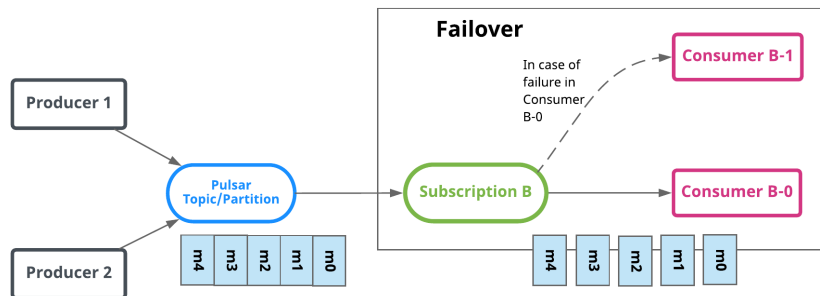 Failover
In case of
failure in
Consumer
B-0
Consumer B-1
Producer 1
Pulsar
Topic/Partition
Subscription B
Consumer B-0
Producer 2
m4 m3 m2 m1 m0
m4 m3 m2 m1 m0